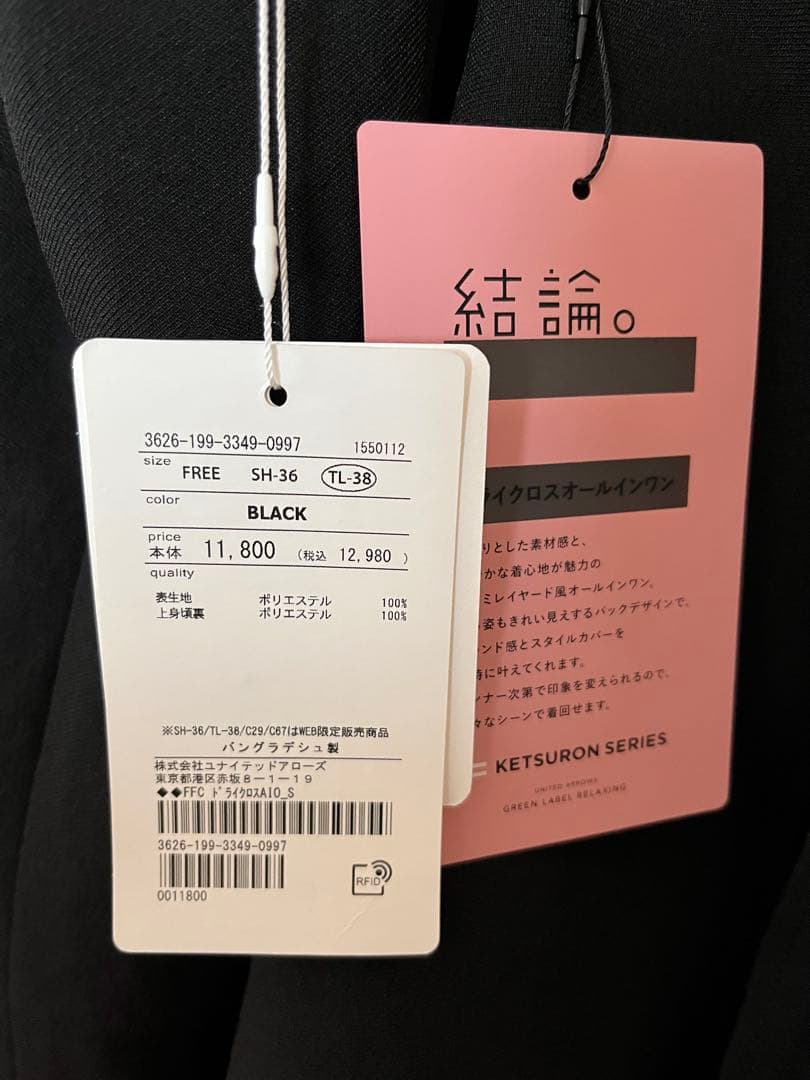 3626-199-3349-0997 1550112
size FREE SH-36 TL-38
color
BLACK
price
本体 11,800 (税込 12,980 )
quality
表生地 ポリエステル 100%
上身頃裏 ポリエステル 100%
※SH-36/TL-38/C29/C67はWEB限定販売商品
バングラデシュ製
株式会社ユナイテッドアローズ
東京都港区赤坂8-1-19
◆◆FFC ドライクロスAIO_S
3626-199-3349-0997
0011800
RFID
結論。
ライクロスオールインワン
りとした素材感と、
かな着心地が魅力の
ミレイヤード風オールインワン。
姿もきれい見えするバックデザインで、
ンド感とスタイルカバーを
時に叶えてくれます。
ンナー次第で印象を変えられるので、
々なシーンで着回せます。
KETSURON SERIES
UNITED ARROWS
GREEN LABEL RELAXING